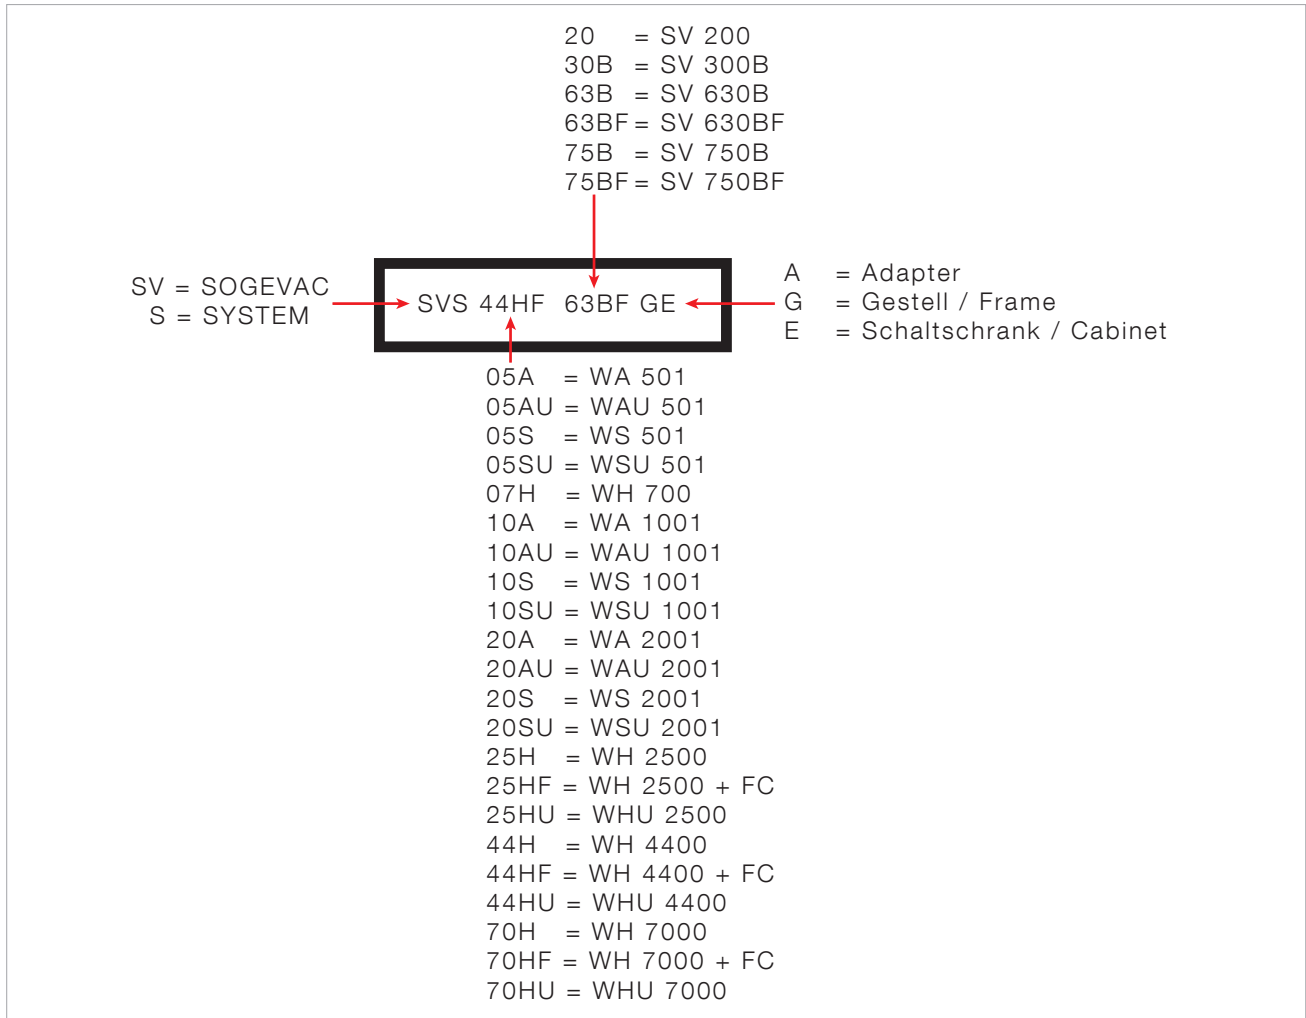 20 = SV 200
30B = SV 300B
63B = SV 630B
63BF = SV 630BF
75B = SV 750B
75BF = SV 750BF
SV = SOGEVAC
S = SYSTEM
SVS 44HF 63BF GE
A = Adapter
G = Gestell / Frame
E = Schaltschrank / Cabinet
05A = WA 501
05AU = WAU 501
05S = WS 501
05SU = WSU 501
07H = WH 700
10A = WA 1001
10AU = WAU 1001
10S = WS 1001
10SU = WSU 1001
20A = WA 2001
20AU = WAU 2001
20S = WS 2001
20SU = WSU 2001
25H = WH 2500
25HF = WH 2500 + FC
25HU = WHU 2500
44H = WH 4400
44HF = WH 4400 + FC
44HU = WHU 4400
70H = WH 7000
70HF = WH 7000 + FC
70HU = WHU 7000